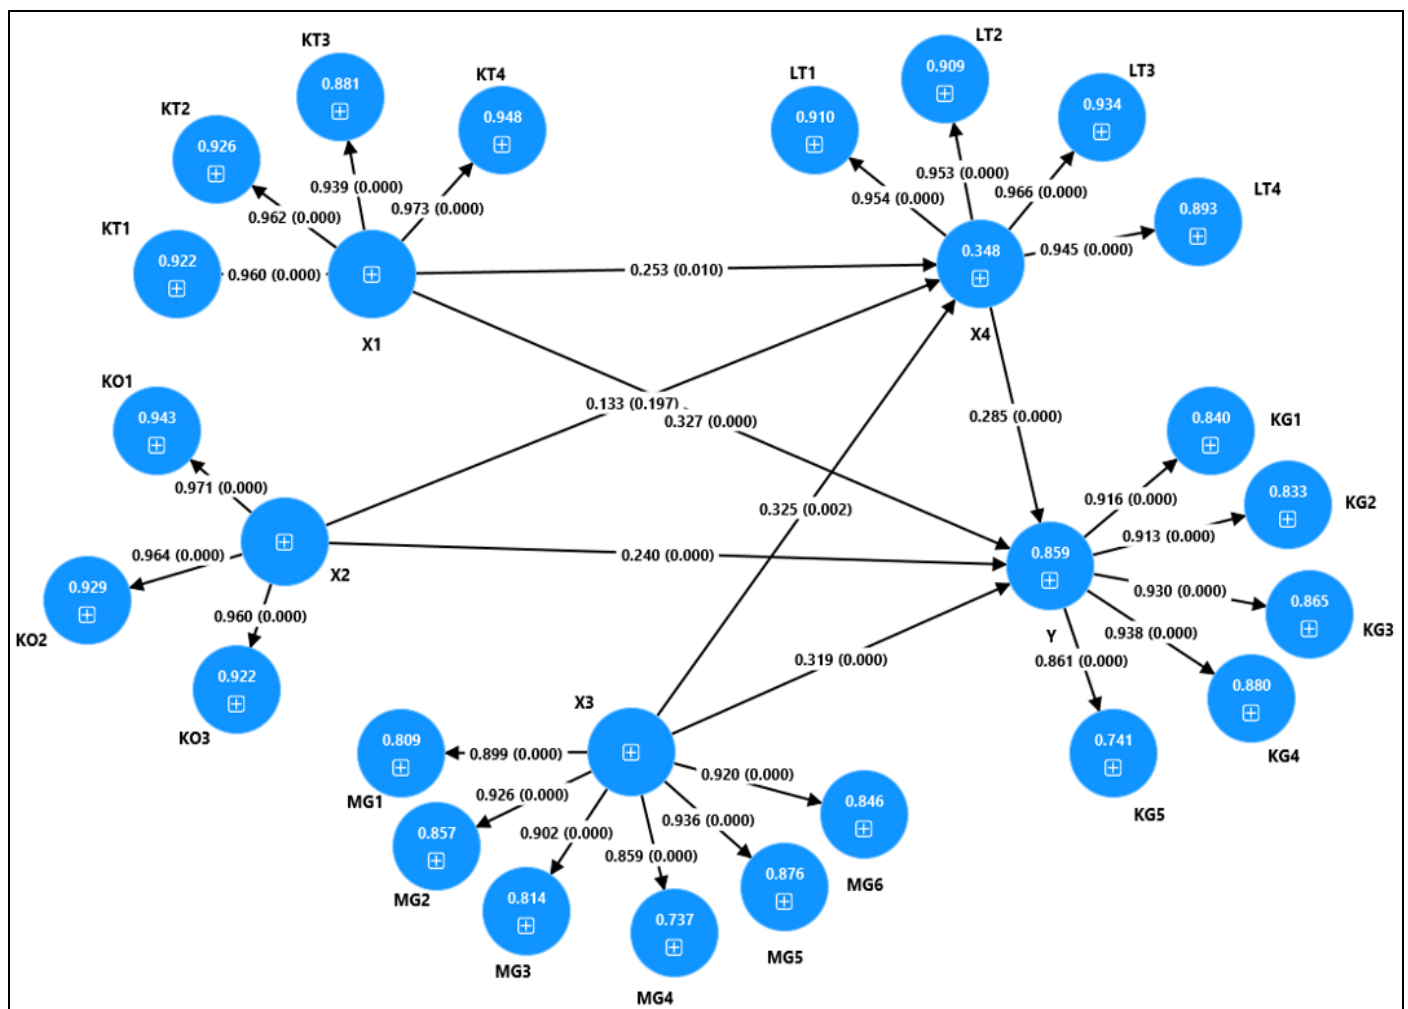 KT3
0.881
KT4
0.948
KT2
0.926
0.939 (0.000)
0.973 (0.000)
0.962 (0.000)
KT1
0.922
0.960 (0.000)
X1
LT2
0.909
LT1
0.910
LT3
0.934
0.953 (0.000)
0.966 (0.000)
0.954 (0.000)
LT4
0.893
0.945 (0.000)
0.348
X4
0.253 (0.010)
0.133 (0.197)
0.327 (0.000)
0.285 (0.000)
KO1
0.943
0.971 (0.000)
0.964 (0.000)
0.929
KO2
0.960 (0.000)
0.922
KO3
X2
0.240 (0.000)
0.325 (0.002)
0.319 (0.000)
0.859
Y
0.840
KG1
0.916 (0.000)
0.833
KG2
0.913 (0.000)
0.930 (0.000)
0.865
KG3
0.938 (0.000)
0.880
KG4
0.861 (0.000)
0.741
KG5
X3
0.809
0.899 (0.000)
MG1
0.926 (0.000)
0.857
MG2
0.902 (0.000)
0.814
MG3
0.859 (0.000)
0.737
MG4
0.936 (0.000)
0.876
MG5
0.920 (0.000)
0.846
MG6